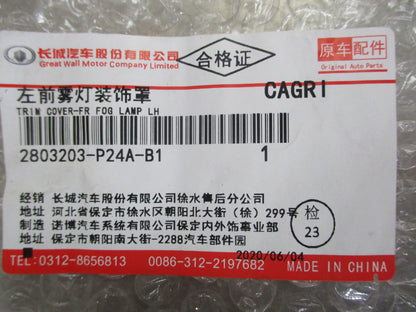 长城汽车股份有限公司
Great Wall Motor Company Limited
合格证
原车配件
Original Auto Parts
左前雾灯装饰罩
CAGRI
TRIM COVER-FR FOG LAMP LH
2803203-P24A-B1 1
经销 长城汽车股份有限公司徐水售后分公司
地址 河北省保定市徐水区朝阳北大街（徐）299号
制造 诺博汽车系统有限公司保定内外饰事业部
地址 保定市朝阳南大街-2288汽车部件园
检
23
2020/06/04
TEL:0312-8656813 0086-312-2197682 MADE IN CHINA